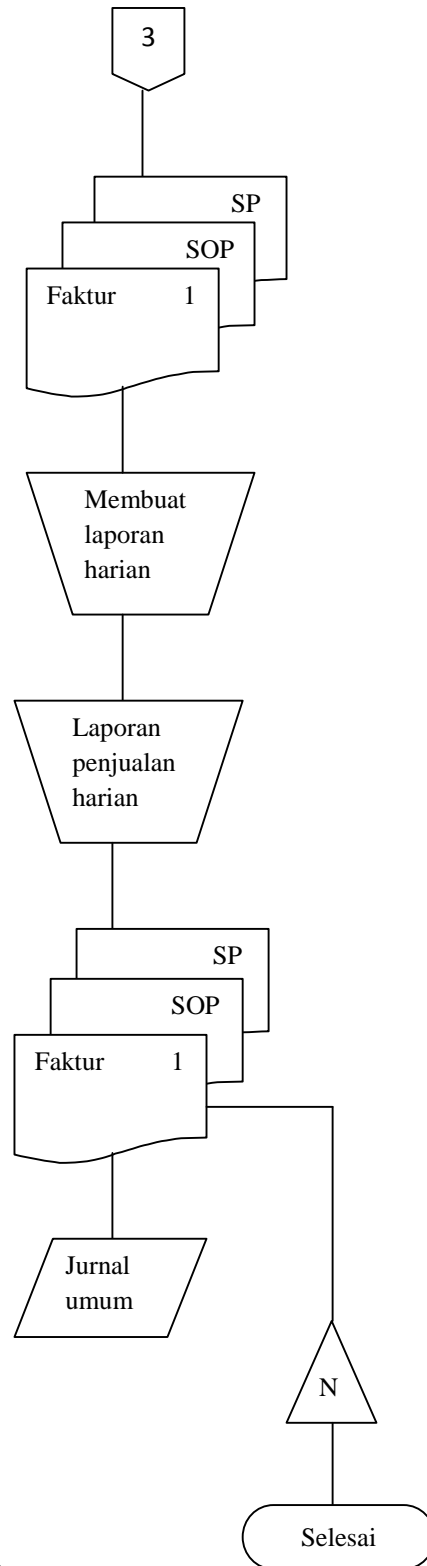 3
SP
SOP
Faktur 1
Membuat
laporan
harian
Laporan
penjualan
harian
SP
SOP
Faktur 1
Jurnal
umum
N
Selesai